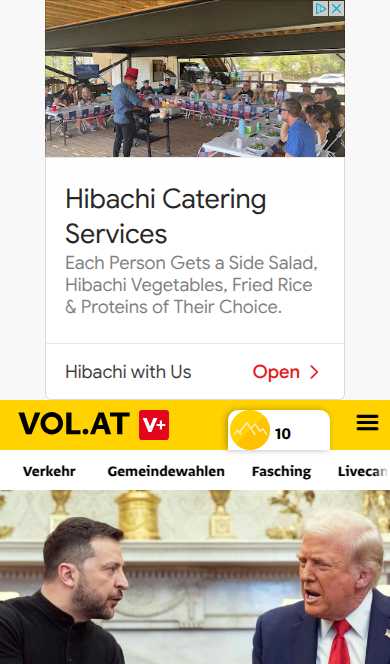 Hibachi Catering
Services
Each Person Gets a Side Salad,
Hibachi Vegetables, Fried Rice
& Proteins of Their Choice.
Hibachi with Us
Open
VOL.AT V+
10
Verkehr Gemeindewahlen Fasching Livecan